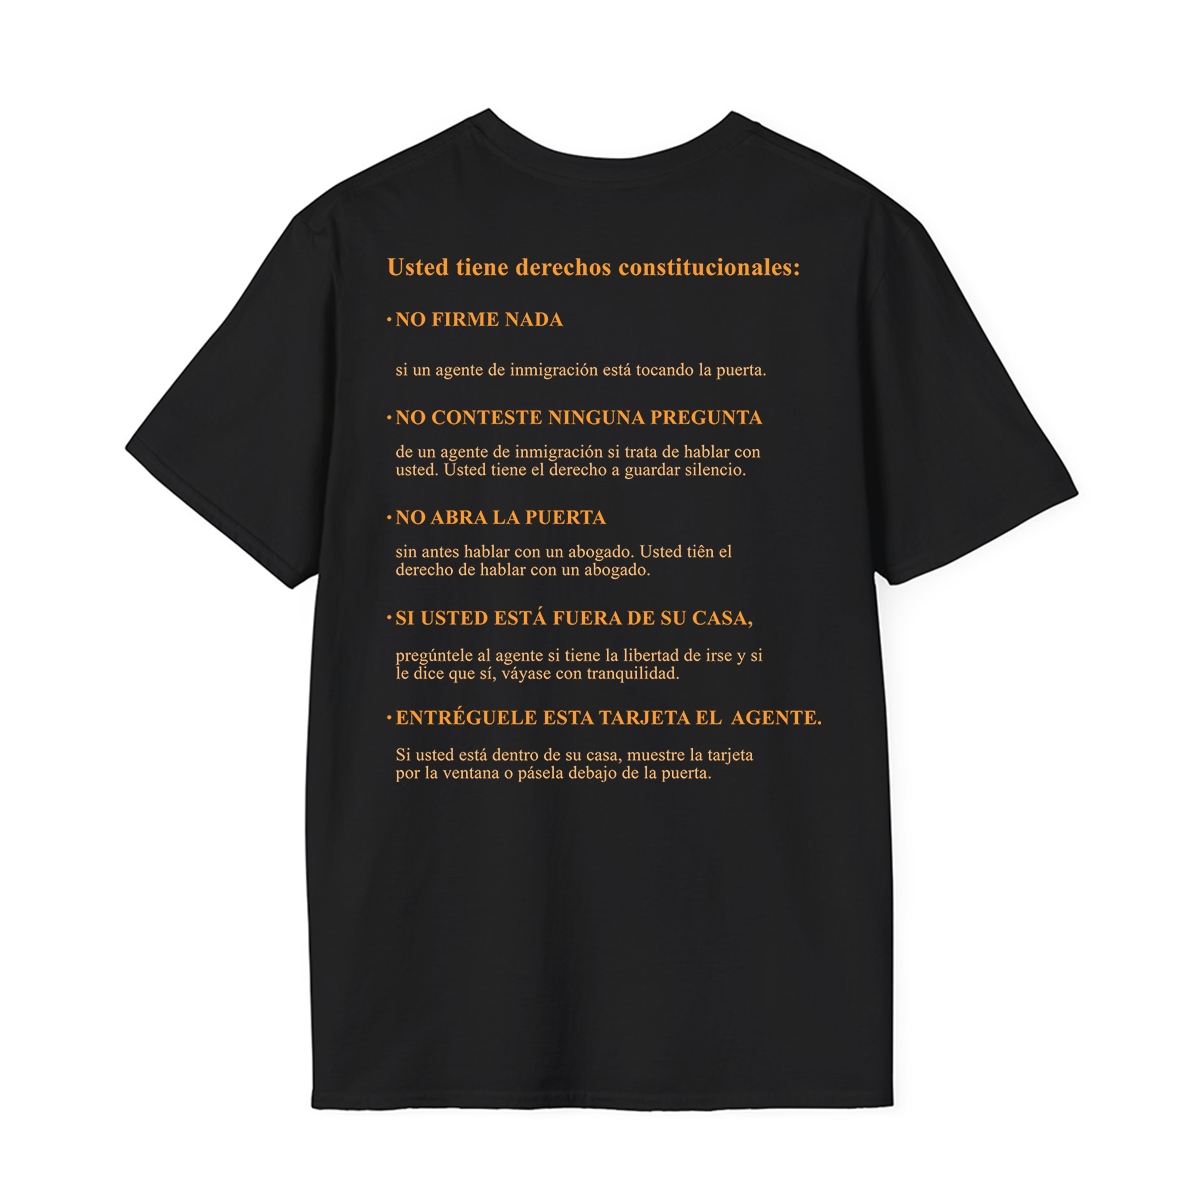 Usted tiene derechos constitucionales:
· NO FIRME NADA
si un agente de inmigración está tocando la puerta.
· NO CONTESTE NINGUNA PREGUNTA
de un agente de inmigración si trata de hablar con
usted. Usted tiene el derecho a guardar silencio.
· NO ABRA LA PUERTA
sin antes hablar con un abogado. Usted tiên el
derecho de hablar con un abogado.
· SI USTED ESTÁ FUERA DE SU CASA,
pregúntele al agente si tiene la libertad de irse y si
le dice que sí, váyase con tranquilidad.
· ENTRÉGUELE ESTA TARJETA EL AGENTE.
Si usted está dentro de su casa, muestre la tarjeta
por la ventana o pásela debajo de la puerta.